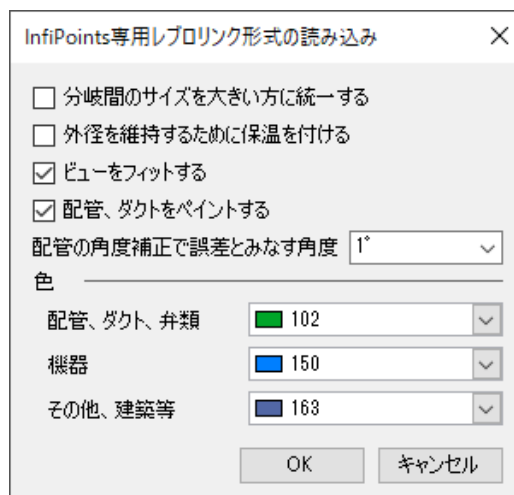 InfiPoints専用レブロリンク形式の読み込み
分岐間のサイズを大きい方に統一する
外径を維持するために保温を付ける
ビューをフィットする
配管、ダクトをペイントする
配管の角度補正で誤差とみなす角度 1°
色
配管、ダクト、弁類 102
機器 150
その他、建築等 163
OK キャンセル